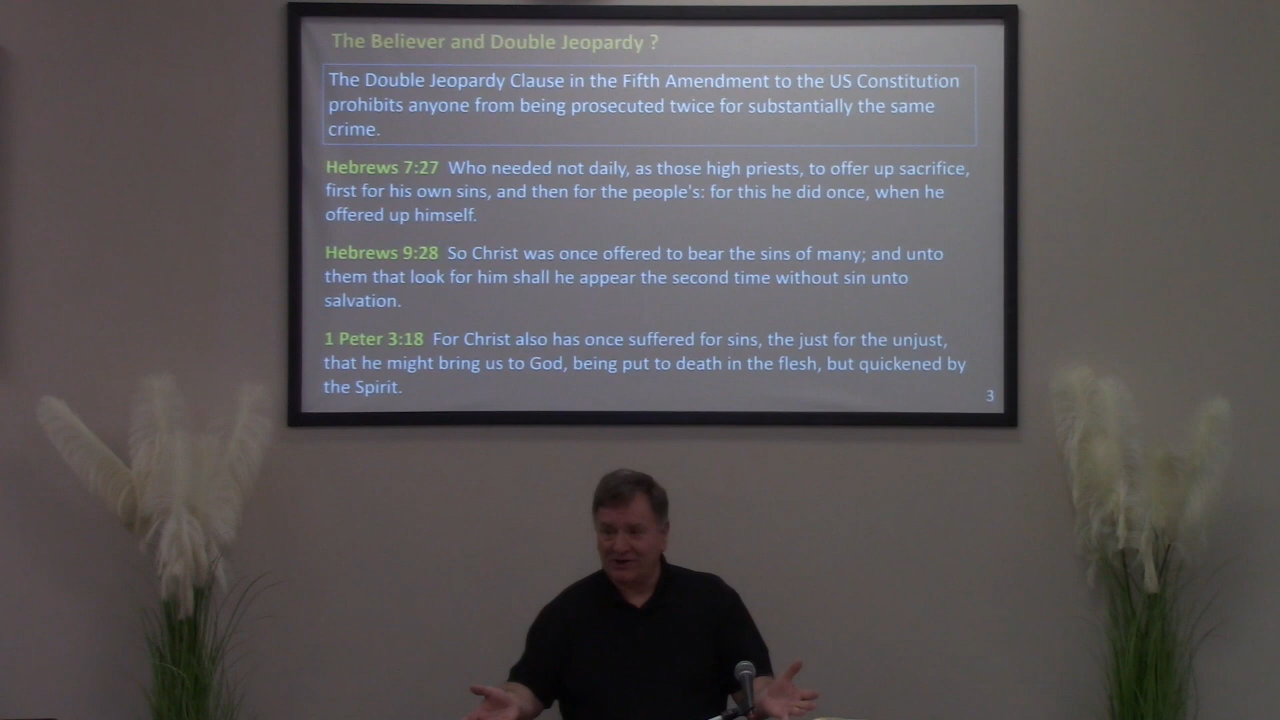 The Believer and Double Jeopardy ?
The Double Jeopardy Clause in the Fifth Amendment to the US Constitution
prohibits anyone from being prosecuted twice for substantially the same
crime.
Hebrews 7:27 Who needed not daily, as those high priests, to offer up sacrifice,
first for his own sins, and then for the people's: for this he did once, when he
offered up himself.
Hebrews 9:28 So Christ was once offered to bear the sins of many; and unto
them that look for him shall he appear the second time without sin unto
salvation.
1 Peter 3:18 For Christ also has once suffered for sins, the just for the unjust,
that he might bring us to God, being put to death in the flesh, but quickened by
the Spirit.
3